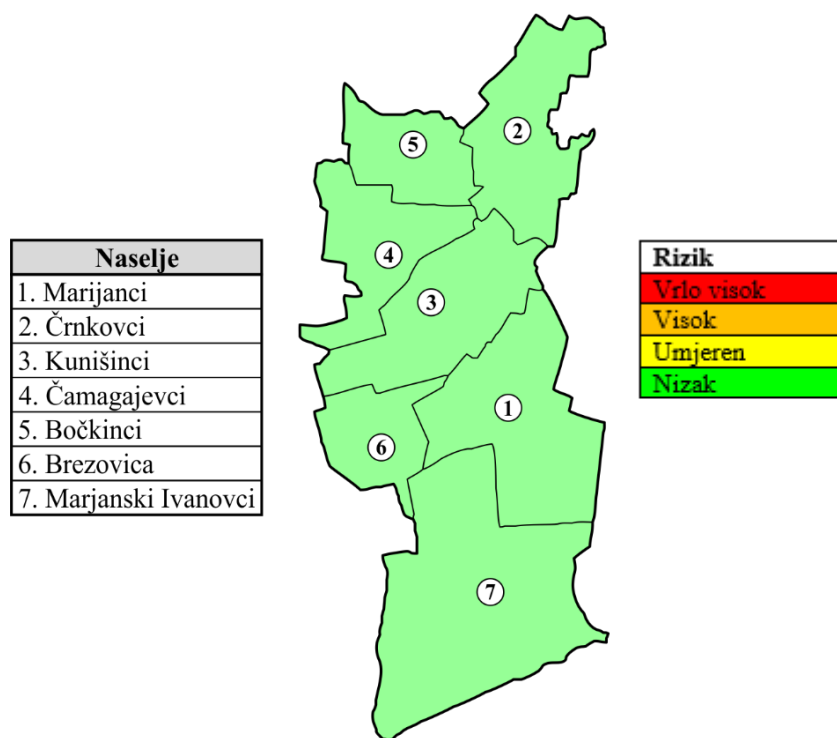 Naselje
1. Marijanci
2. Črnkovci
3. Kunišinci
4. Čamagajevci
5. Bočkinci
6. Brezovica
7. Marjanski Ivanovci
2
5
4
3
1
6
7
Rizik
Vrlo visok
Visok
Umjeren
Nizak